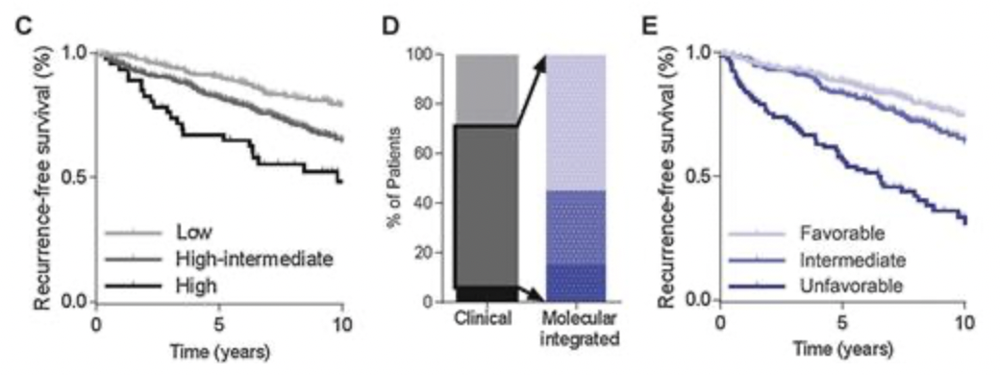 C
Recurrence-free survival (%)
1.0
0.5
0.0
Low
High-intermediate
High
0
5
10
Time (years)
D
% of Patients
100
80
60
40
20
0
Clinical
Molecular
integrated
E
Recurrence-free survival (%)
1.0
0.5
0.0
Favorable
Intermediate
Unfavorable
0
5
10
Time (years)